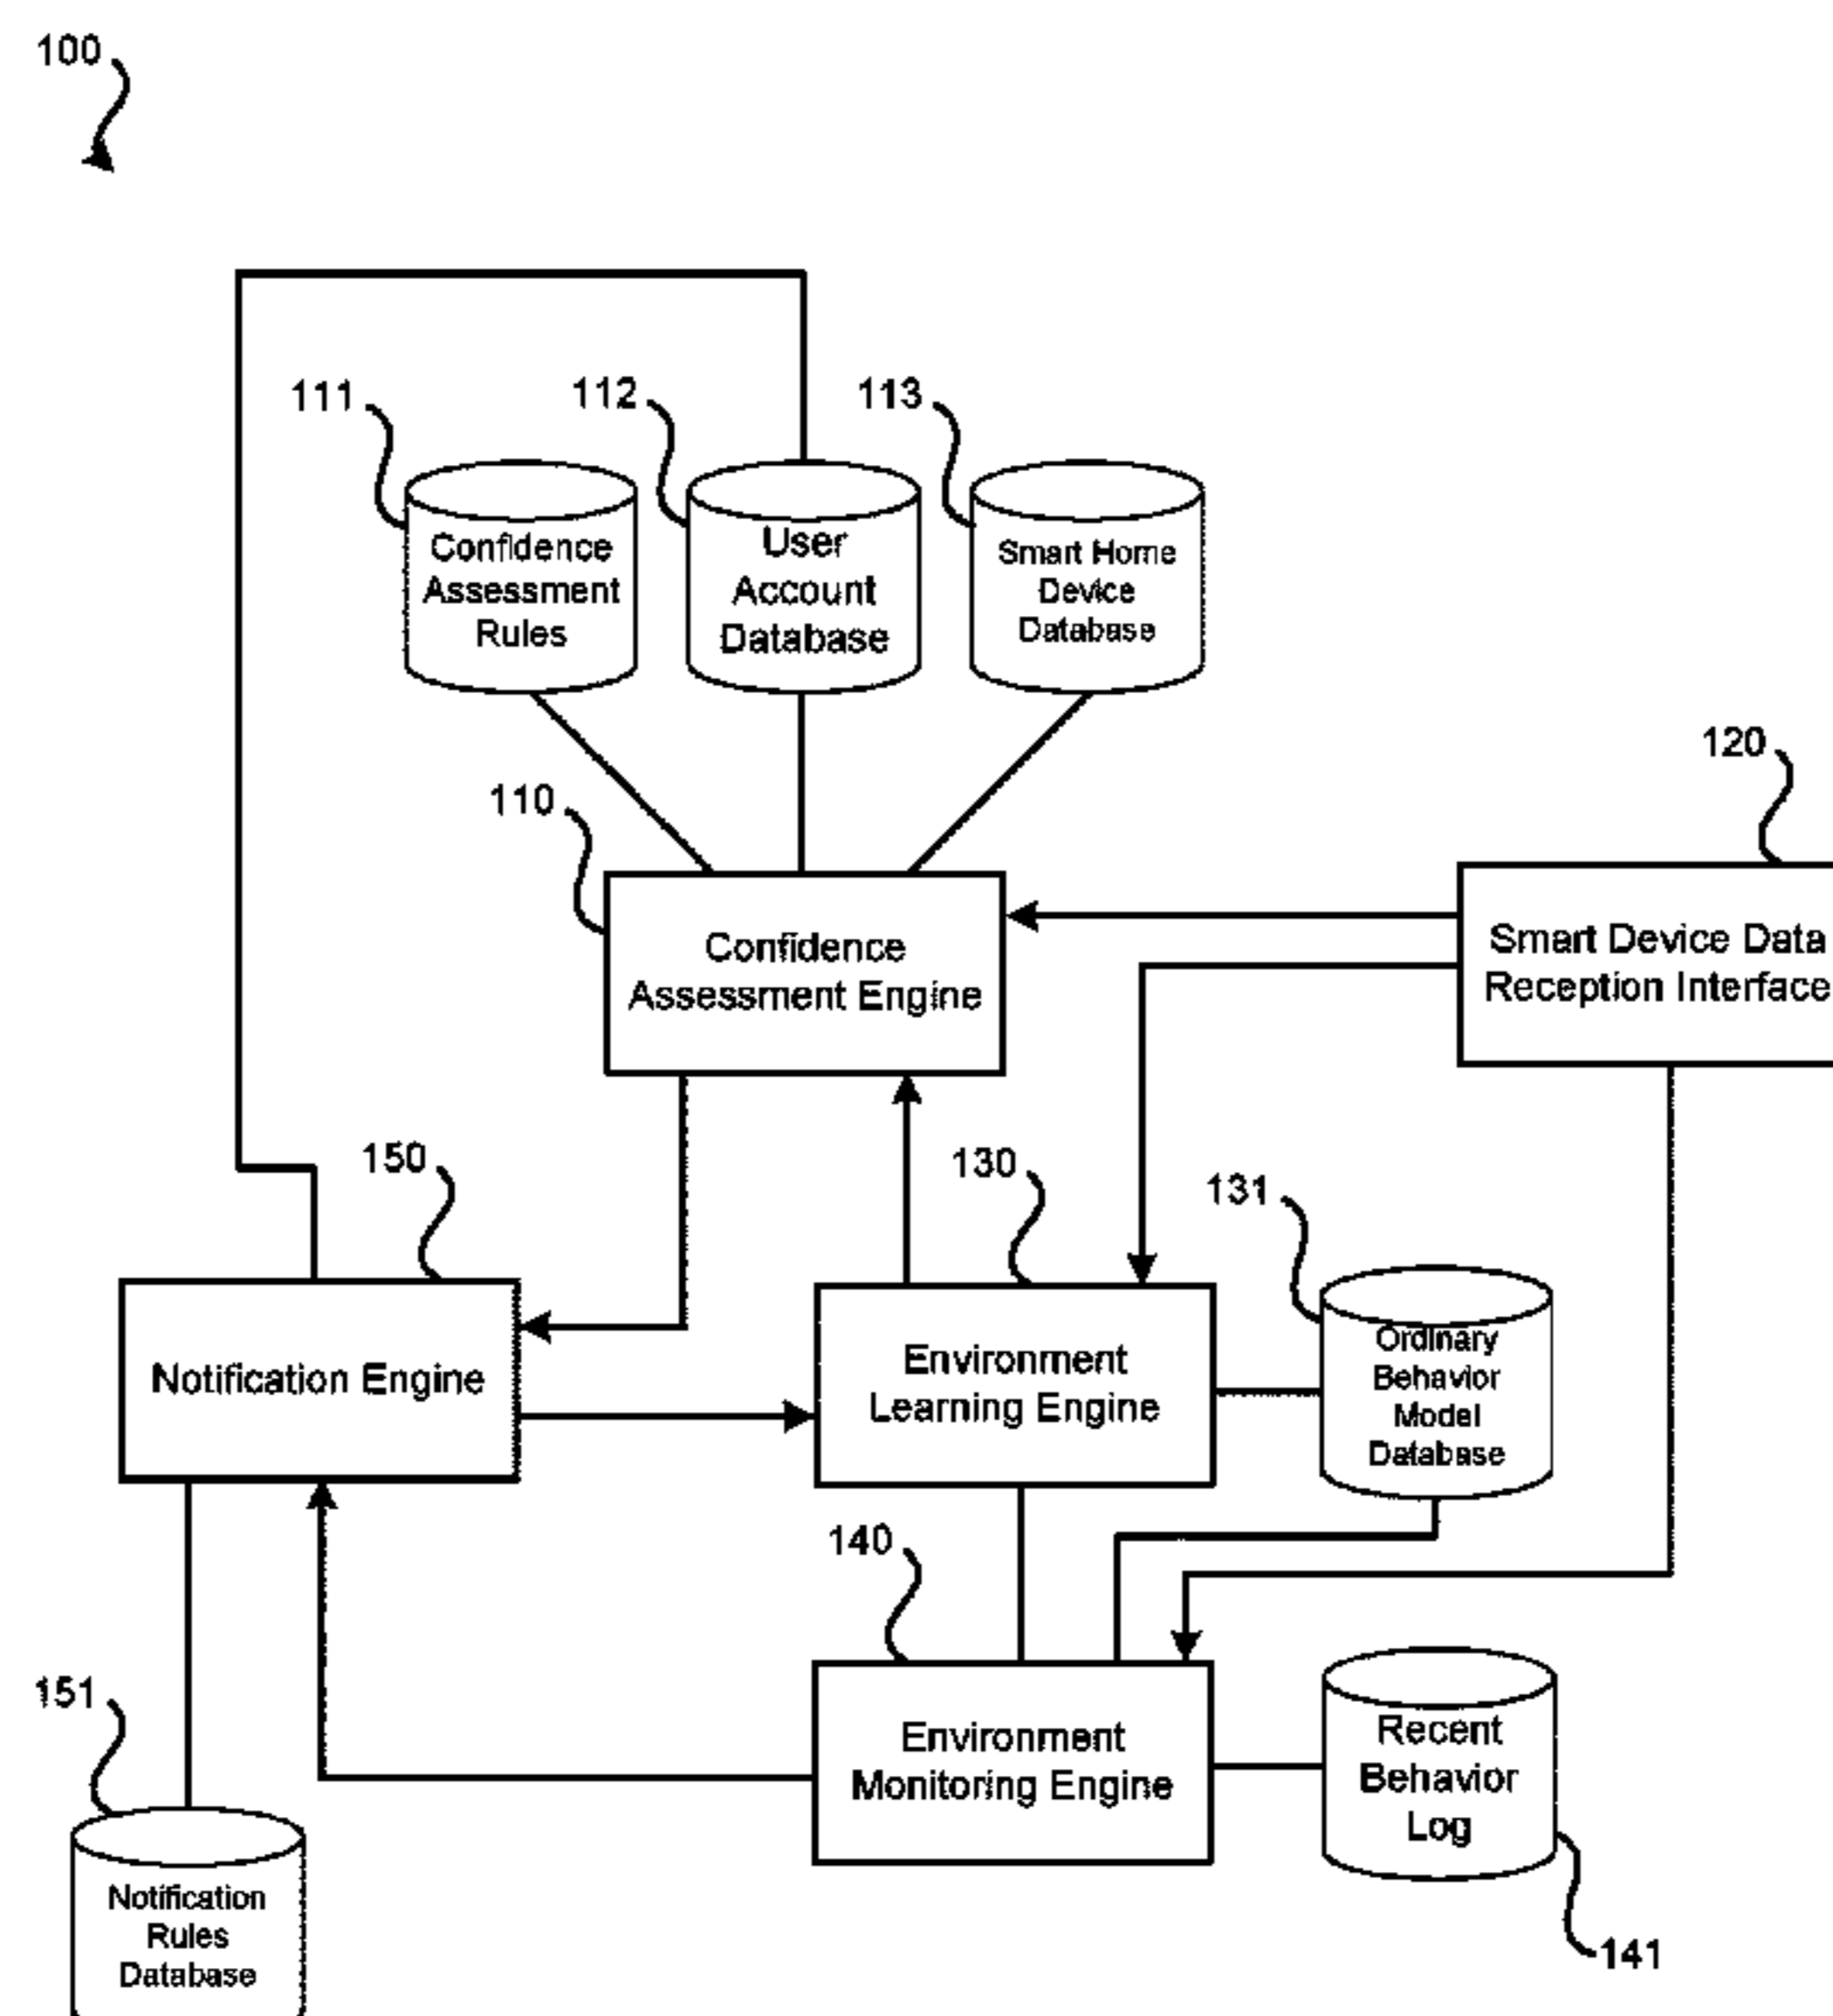 100
111
112
113
Confidence
Assessment
Rules
User
Account
Database
Smart Home
Device
Database
120
110
Confidence
Assessment Engine
Smart Device Data
Reception Interface
150
130
131
Notification Engine
Environment
Learning Engine
Ordinary
Behavior
Model
Database
140
151
Environment
Monitoring Engine
Recent
Behavior
Log
Notification
Rules
Database
141